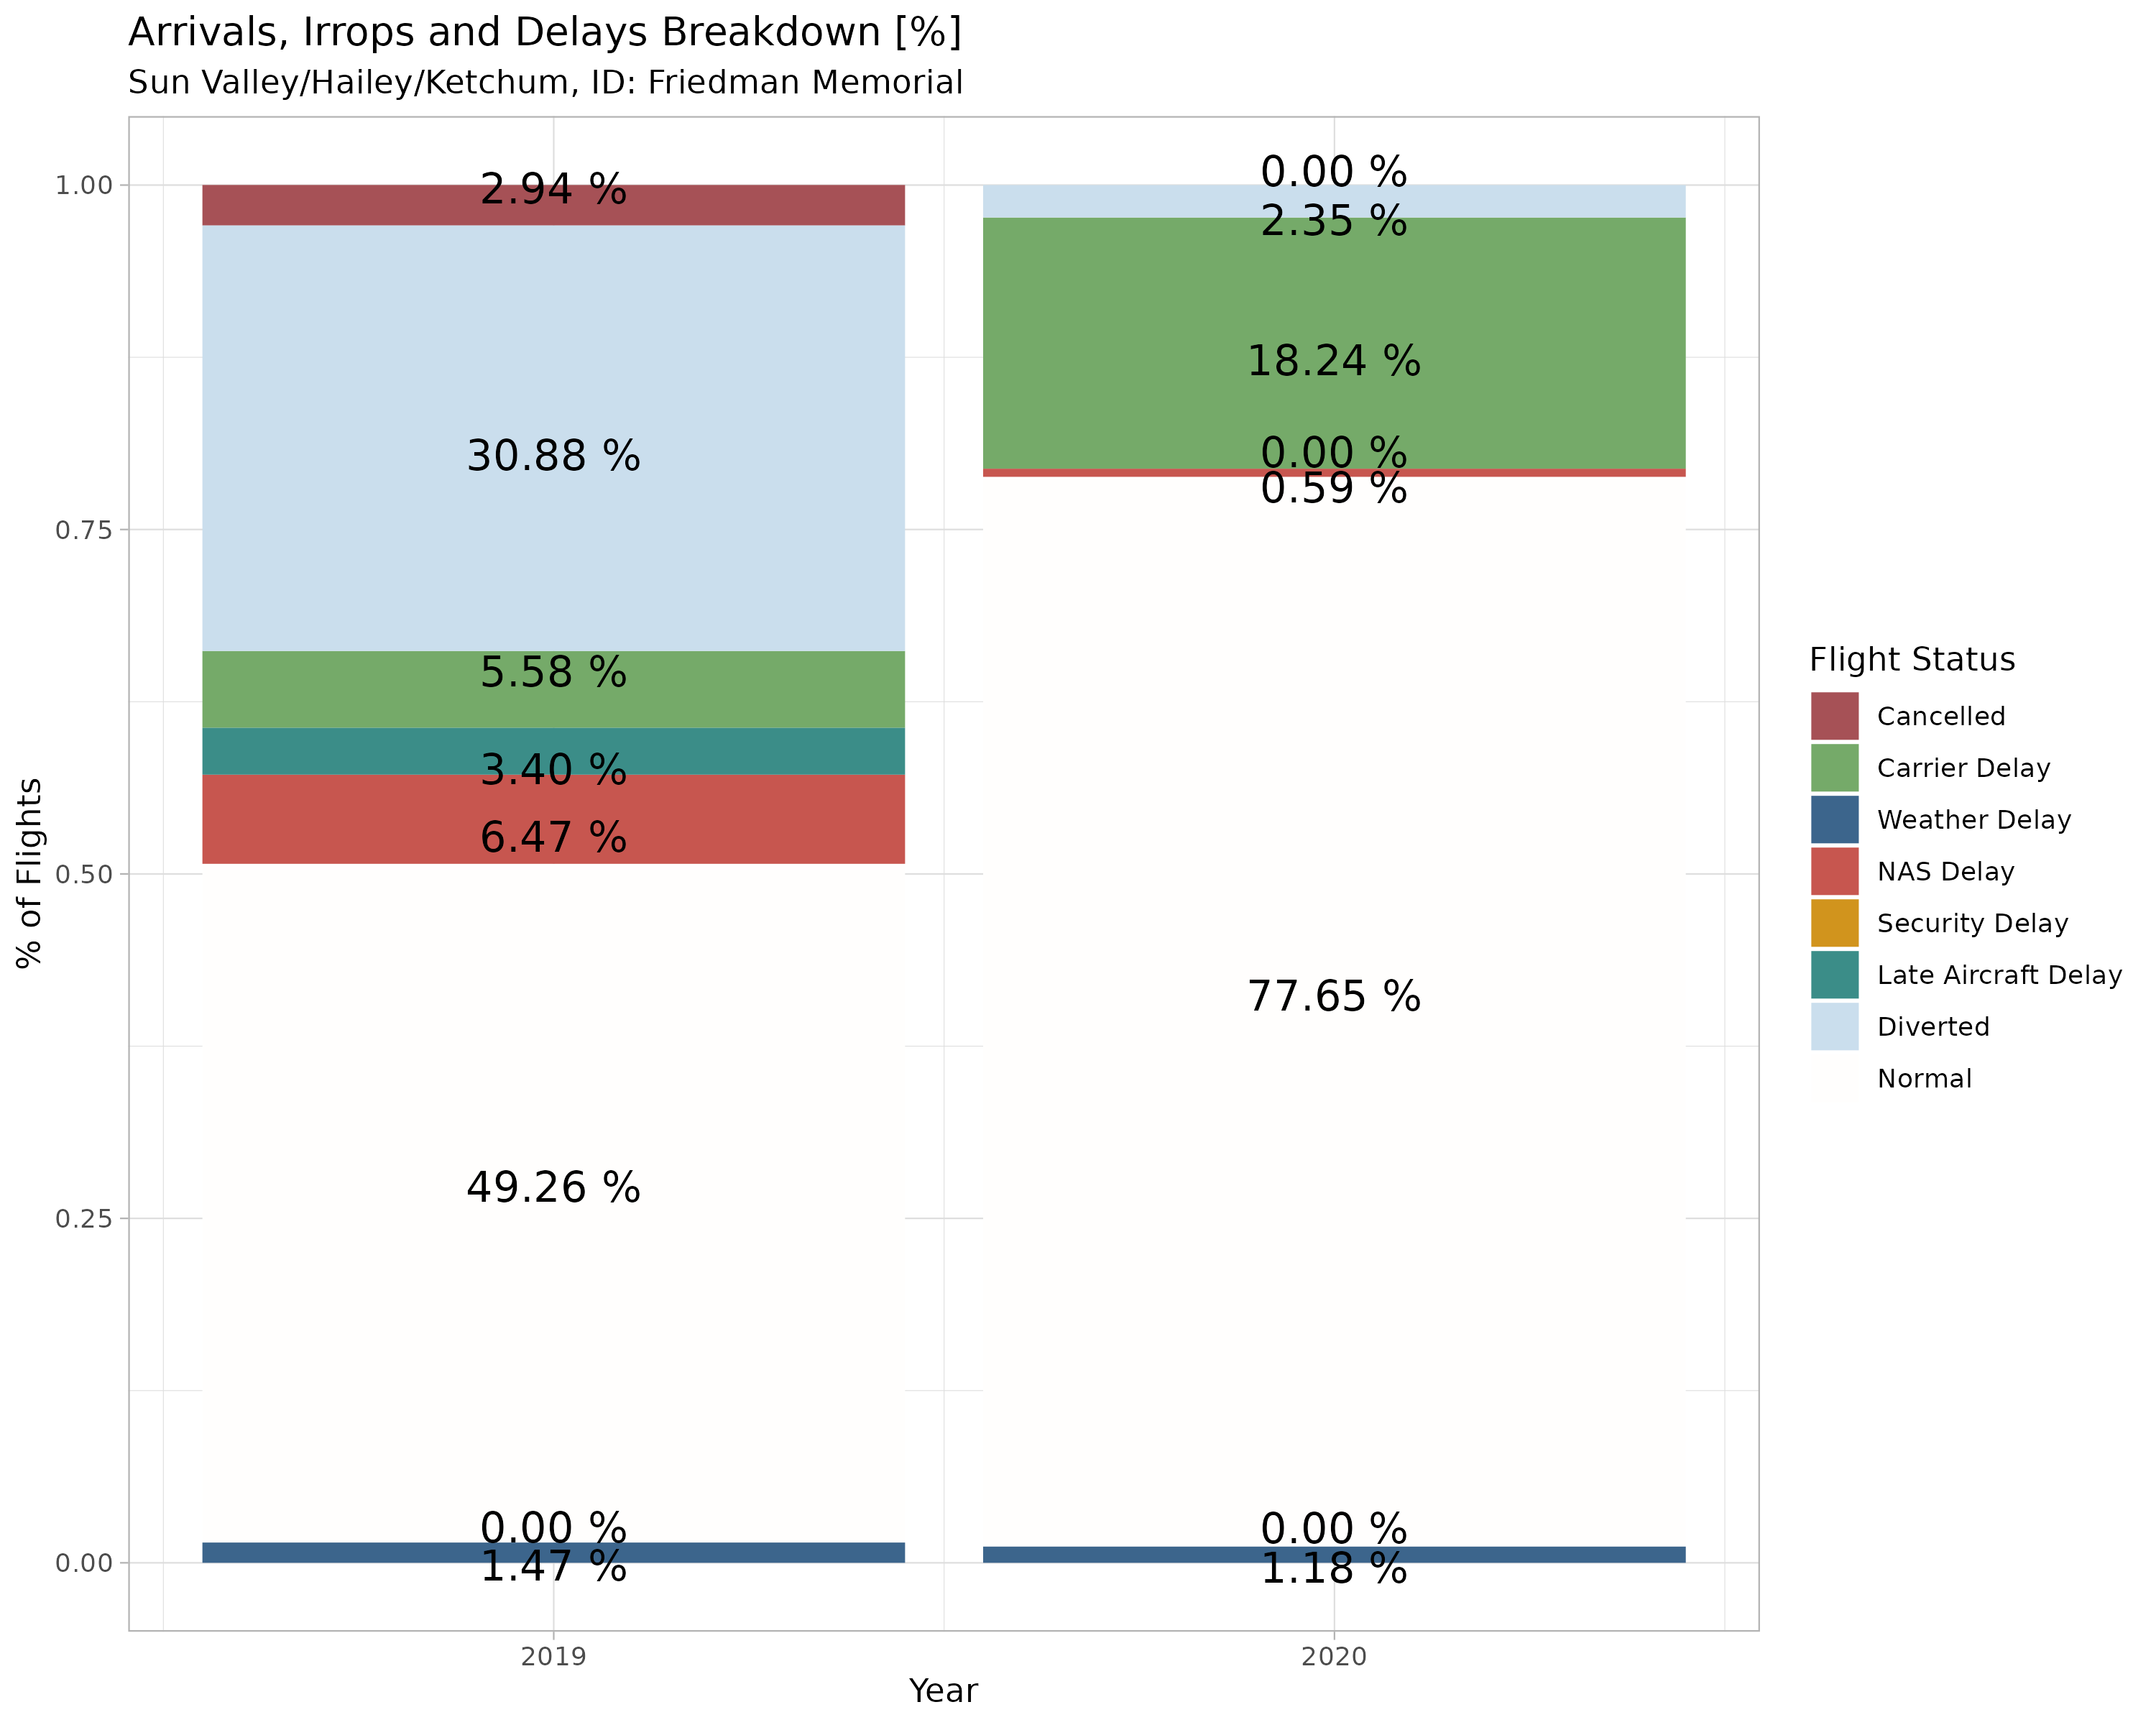 Arrivals, Irrops and Delays Breakdown [%]
Sun Valley/Hailey/Ketchum, ID: Friedman Memorial
% of Flights
1.00
0.75
0.50
0.25
0.00
2.94 %
30.88 %
5.58 %
3.40 %
6.47 %
49.26 %
0.00 %
1.47 %
0.00 %
2.35 %
18.24 %
0.00 %
0.59 %
77.65 %
0.00 %
1.18 %
2019
2020
Year
Flight Status
Cancelled
Carrier Delay
Weather Delay
NAS Delay
Security Delay
Late Aircraft Delay
Diverted
Normal